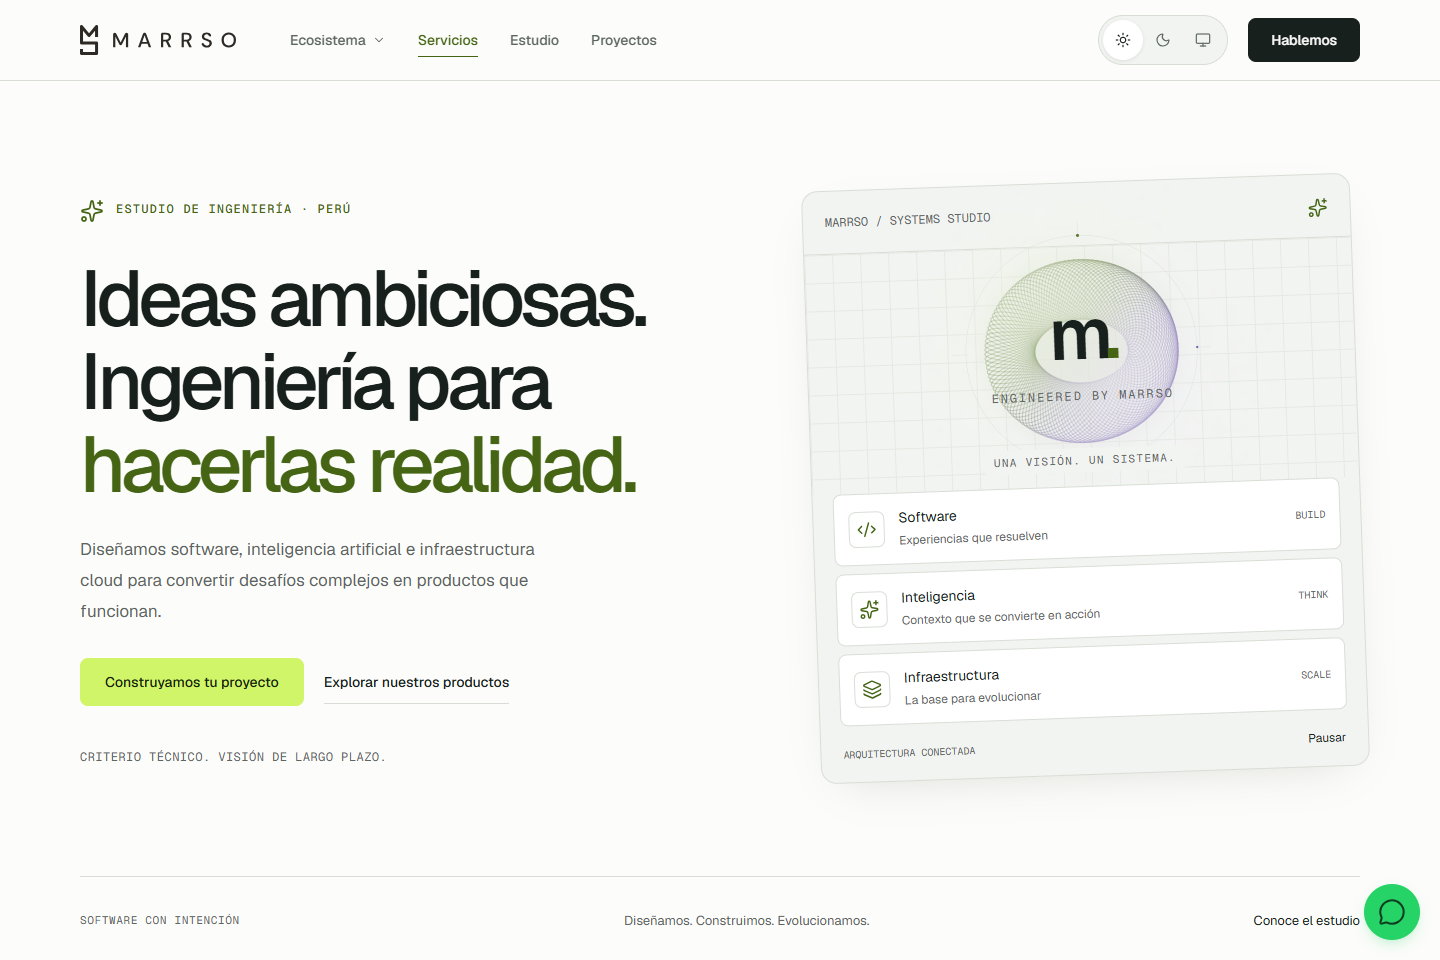 MARRSO
Ecosistema
Servicios
Estudio
Proyectos
Hablemos
ESTUDIO DE INGENIERÍA · PERÚ
Ideas ambiciosas.
Ingeniería para
hacerlas realidad.
Diseñamos software, inteligencia artificial e infraestructura
cloud para convertir desafíos complejos en productos que
funcionan.
Construyamos tu proyecto
Explorar nuestros productos
CRITERIO TÉCNICO. VISIÓN DE LARGO PLAZO.
MARRSO / SYSTEMS STUDIO
m.
ENGINEERED BY MARRSO
UNA VISIÓN. UN SISTEMA.
Software
Experiencias que resuelven
BUILD
Inteligencia
Contexto que se convierte en acción
THINK
Infraestructura
La base para evolucionar
SCALE
ARQUITECTURA CONECTADA
Pausar
SOFTWARE CON INTENCIÓN
Diseñamos. Construimos. Evolucionamos.
Conoce el estudio